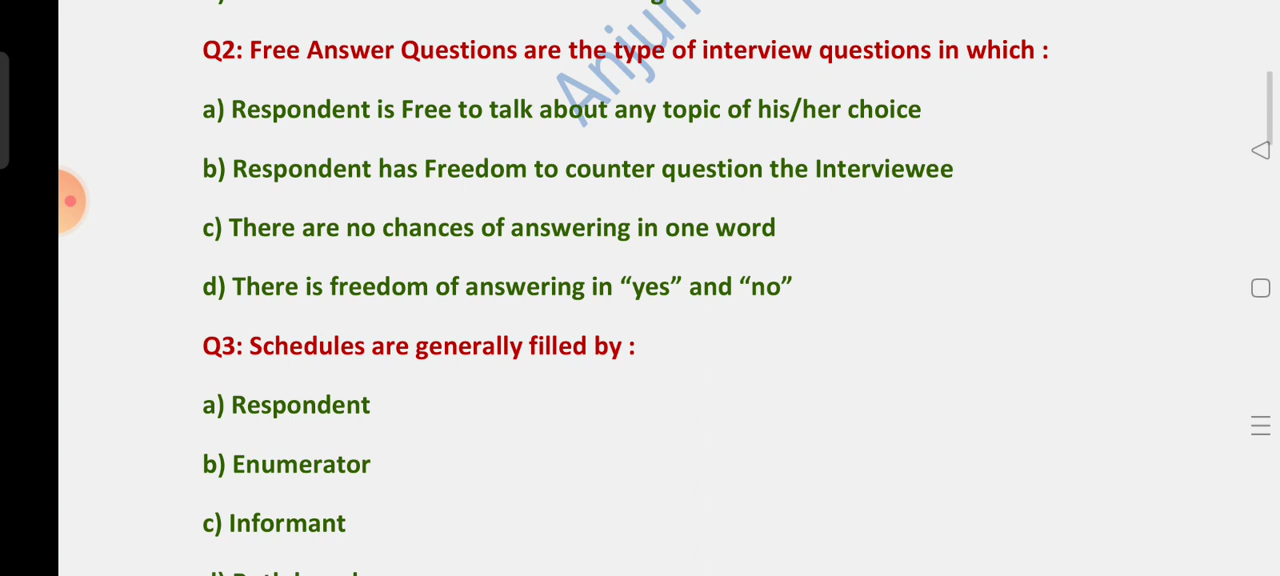 Q2: Free Answer Questions are the type of interview questions in which :
a) Respondent is Free to talk about any topic of his/her choice
b) Respondent has Freedom to counter question the Interviewee
c) There are no chances of answering in one word
d) There is freedom of answering in “yes” and “no”
Q3: Schedules are generally filled by :
a) Respondent
b) Enumerator
c) Informant